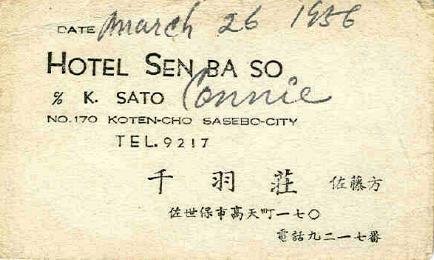 DATE March 26 1956
HOTEL SEN BA SO
% K. SATO Connie
NO.170 KOTEN-CHO SASEBO-CITY
TEL. 9217
千羽荘 佐藤方
佐世保市高天町一七〇
電話九二一七番